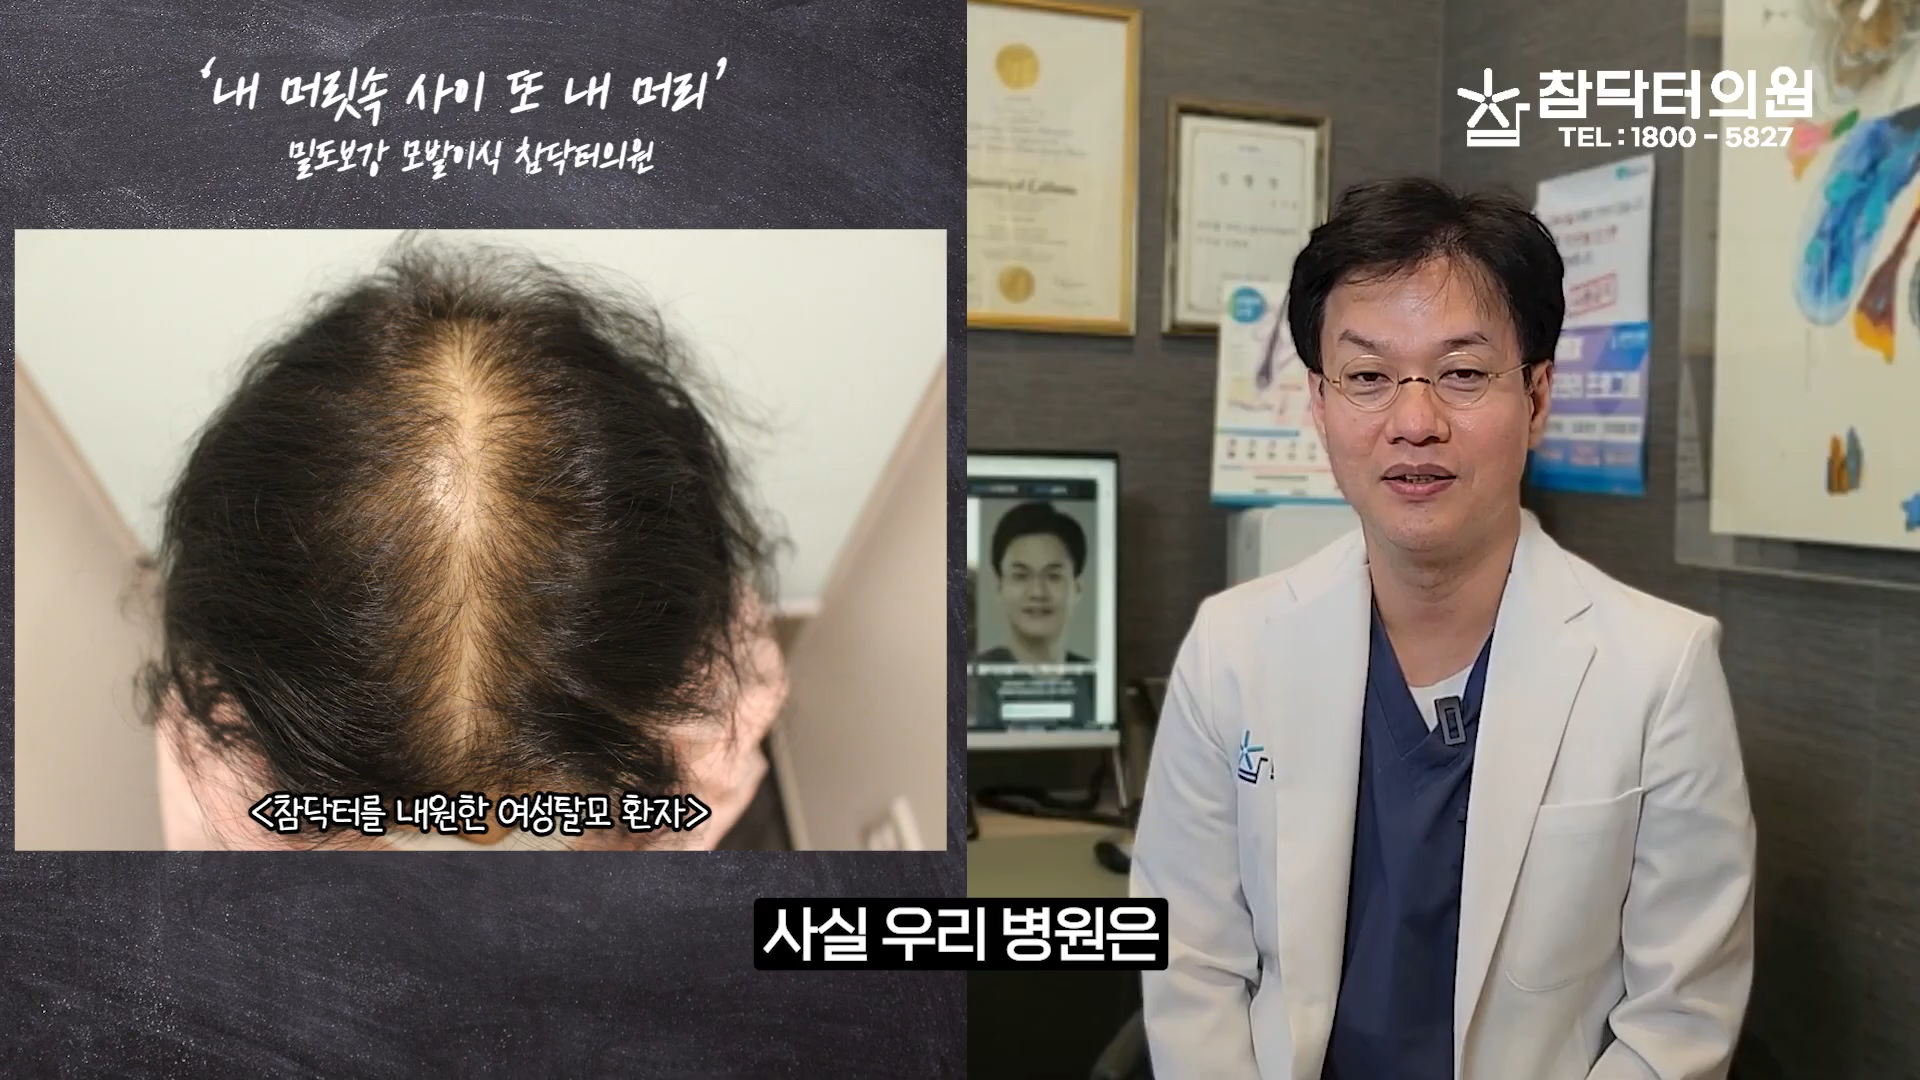 '내 머릿속 사이 또 내 머리'
밀도보강 모발이식 참닥터의원
<참닥터를 내원한 여성탈모 환자>
참닥터의원
TEL : 1800 - 5827
사실 우리 병원은